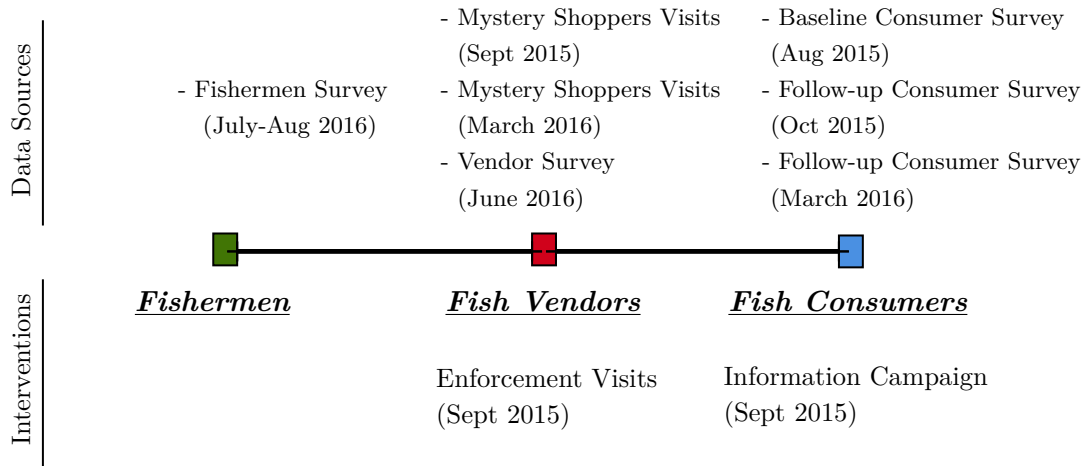 Data Sources
- Fishermen Survey
(July-Aug 2016)
- Mystery Shoppers Visits
(Sept 2015)
- Mystery Shoppers Visits
(March 2016)
- Vendor Survey
(June 2016)
- Baseline Consumer Survey
(Aug 2015)
- Follow-up Consumer Survey
(Oct 2015)
- Follow-up Consumer Survey
(March 2016)
Fishermen
Fish Vendors
Fish Consumers
Interventions
Enforcement Visits
(Sept 2015)
Information Campaign
(Sept 2015)